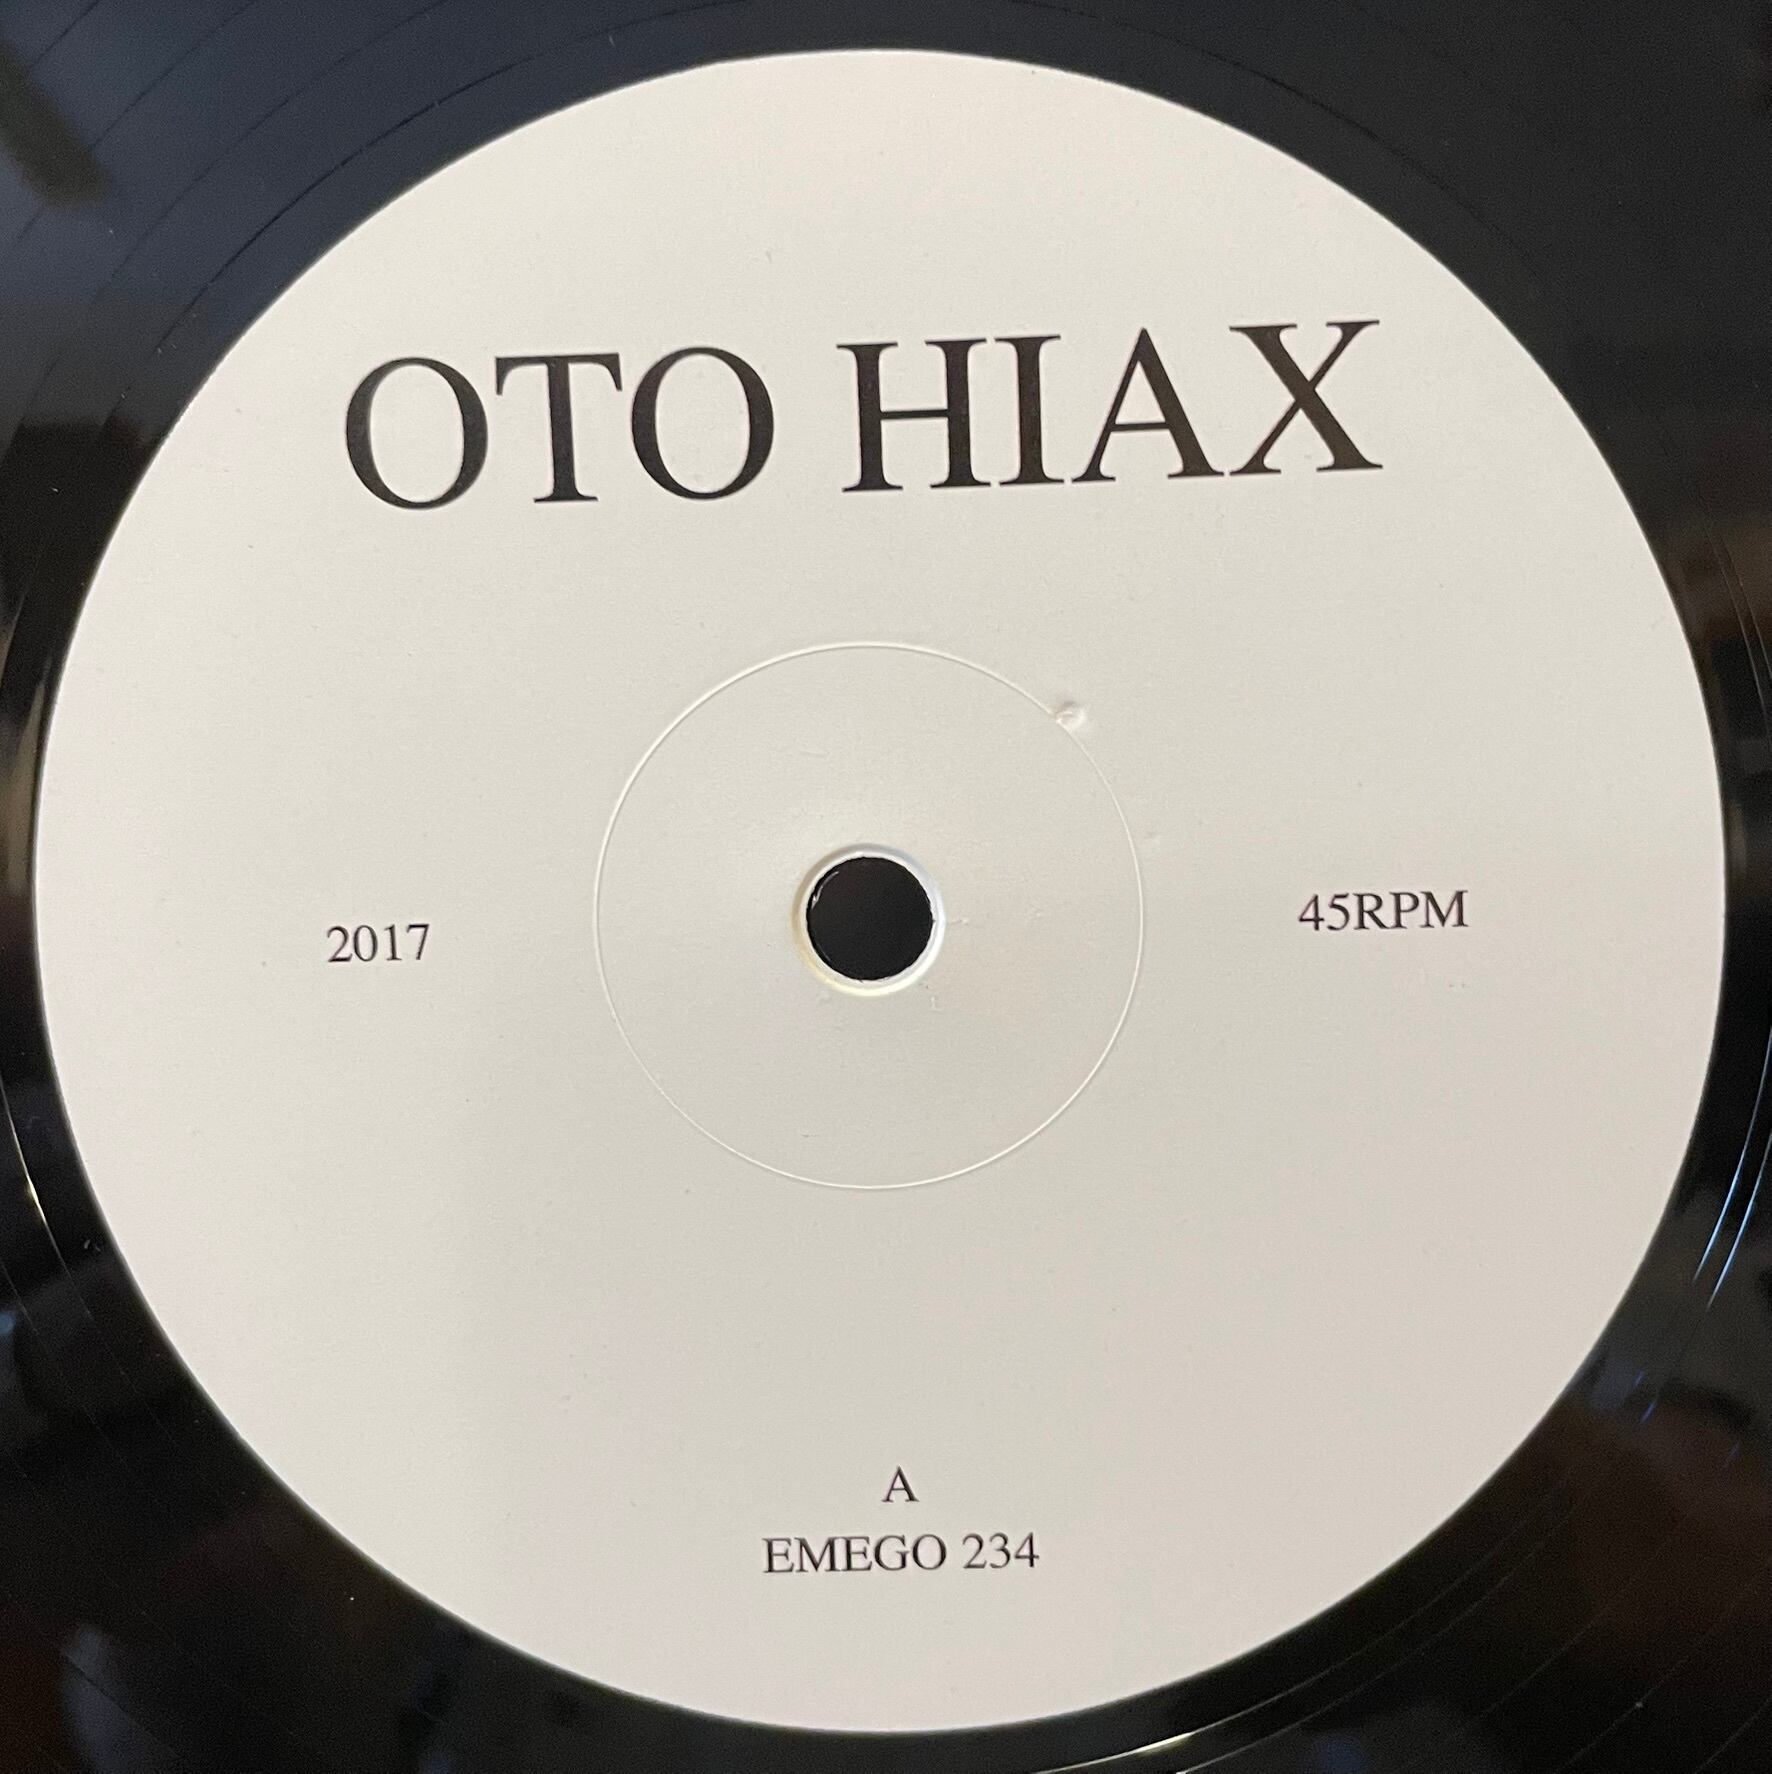 OTO HIAX
2017
45RPM
A
EMEGO 234